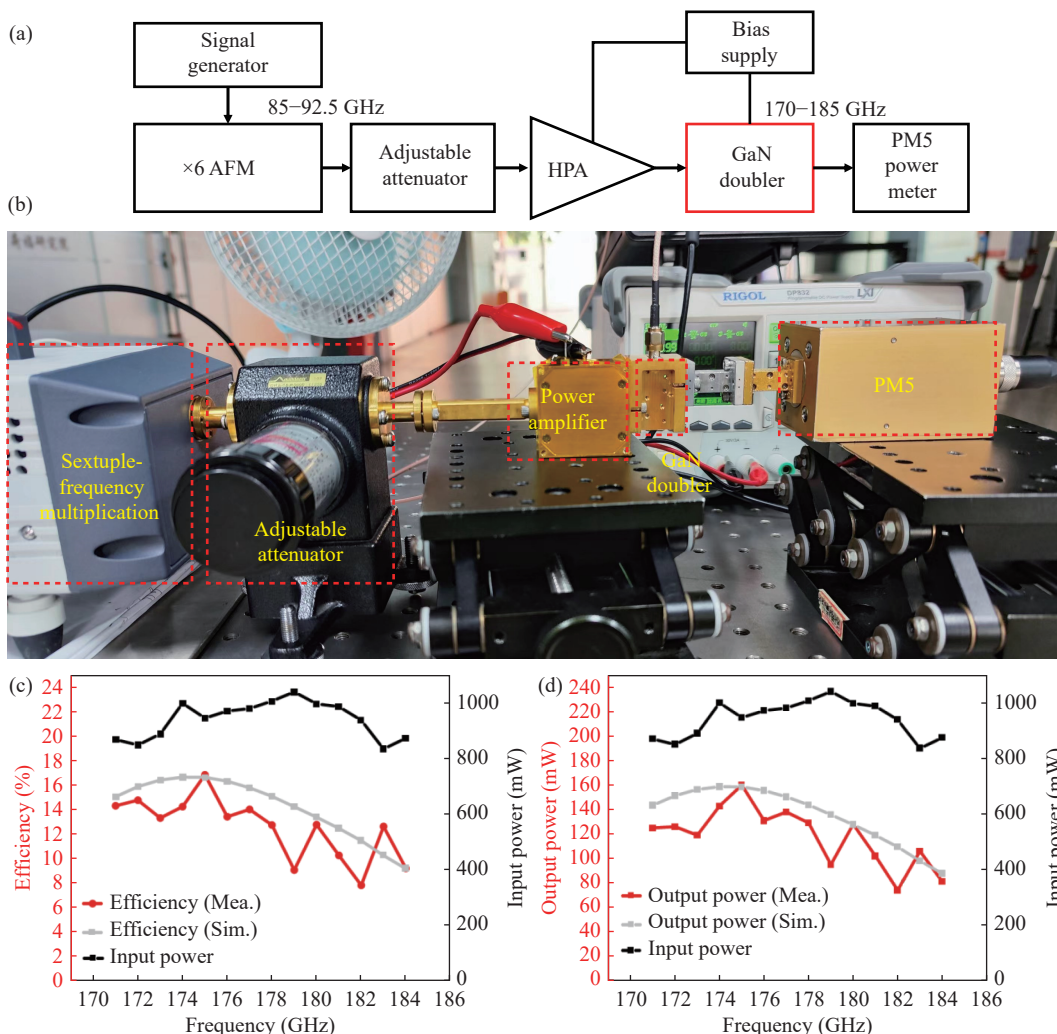 (a)
Signal
generator
Bias
supply
85−92.5 GHz
170−185 GHz
×6 AFM
Adjustable
attenuator
HPA
GaN
doubler
PM5
power
meter
(b)
RIGOL
DP832
LXI
PM5
Power
amplifier
GaN
doubler
Sextuple-
frequency
multiplication
Adjustable
attenuator
(c)
24
22
20
18
16
14
12
10
8
6
4
2
0
Efficiency (%)
1000
800
600
400
200
0
Input power (mW)
Efficiency (Mea.)
Efficiency (Sim.)
Input power
170 172 174 176 178 180 182 184 186
Frequency (GHz)
(d)
240
220
200
180
160
140
120
100
80
60
40
20
0
Output power (mW)
1000
800
600
400
200
0
Input power (mW)
Output power (Mea.)
Output power (Sim.)
Input power
170 172 174 176 178 180 182 184 186
Frequency (GHz)